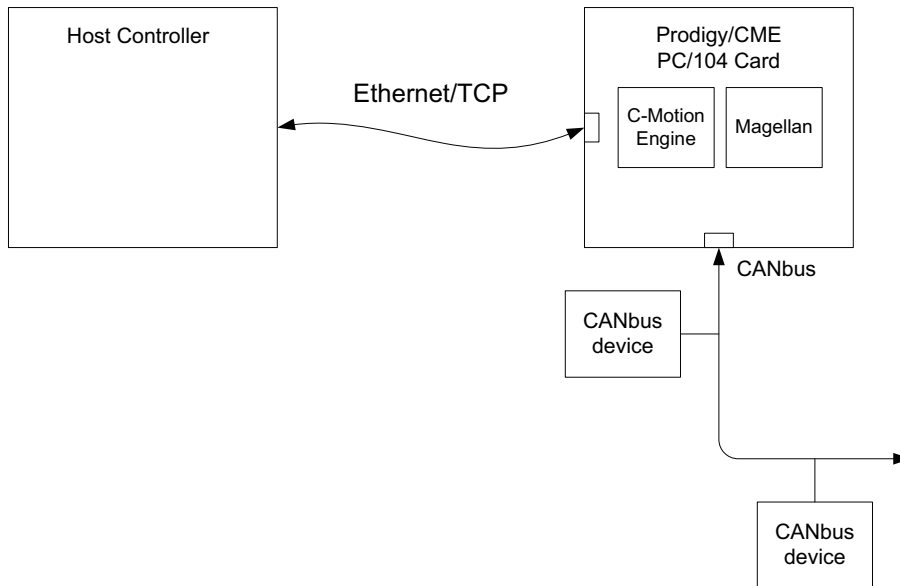 Host Controller
Prodigy/CME
PC/104 Card
Ethernet/TCP
C-Motion
Engine
Magellan
CANbus
CANbus
device
CANbus
device